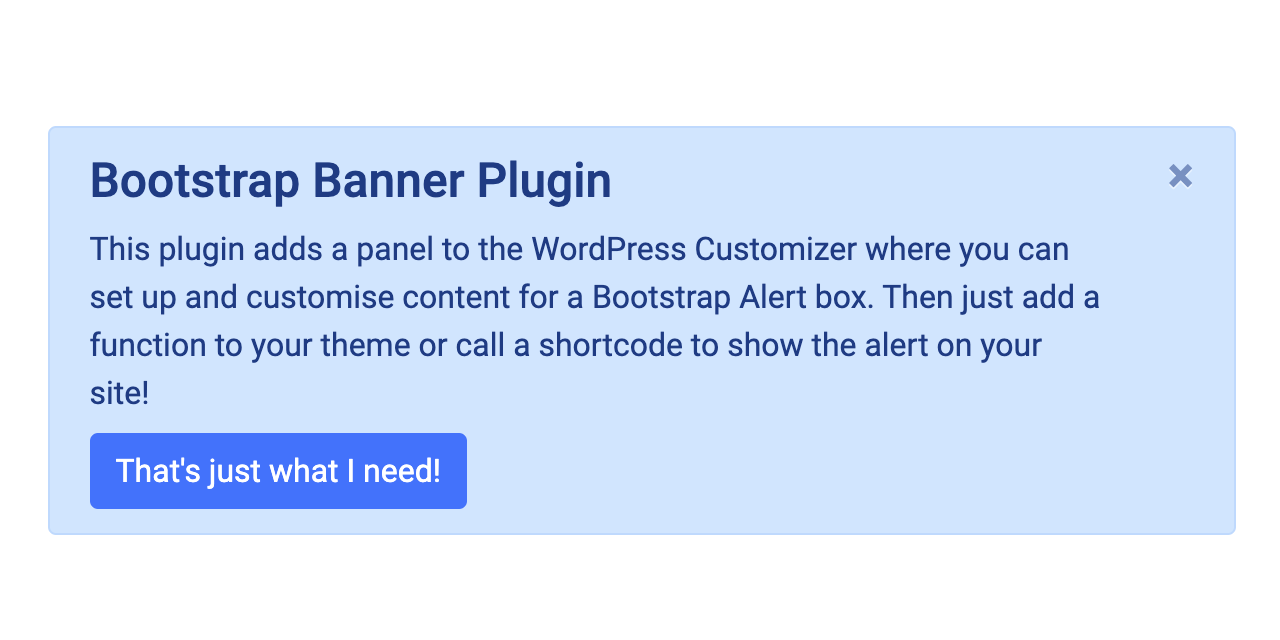 Bootstrap Banner Plugin
This plugin adds a panel to the WordPress Customizer where you can
set up and customise content for a Bootstrap Alert box. Then just add a
function to your theme or call a shortcode to show the alert on your
site!
That's just what I need!